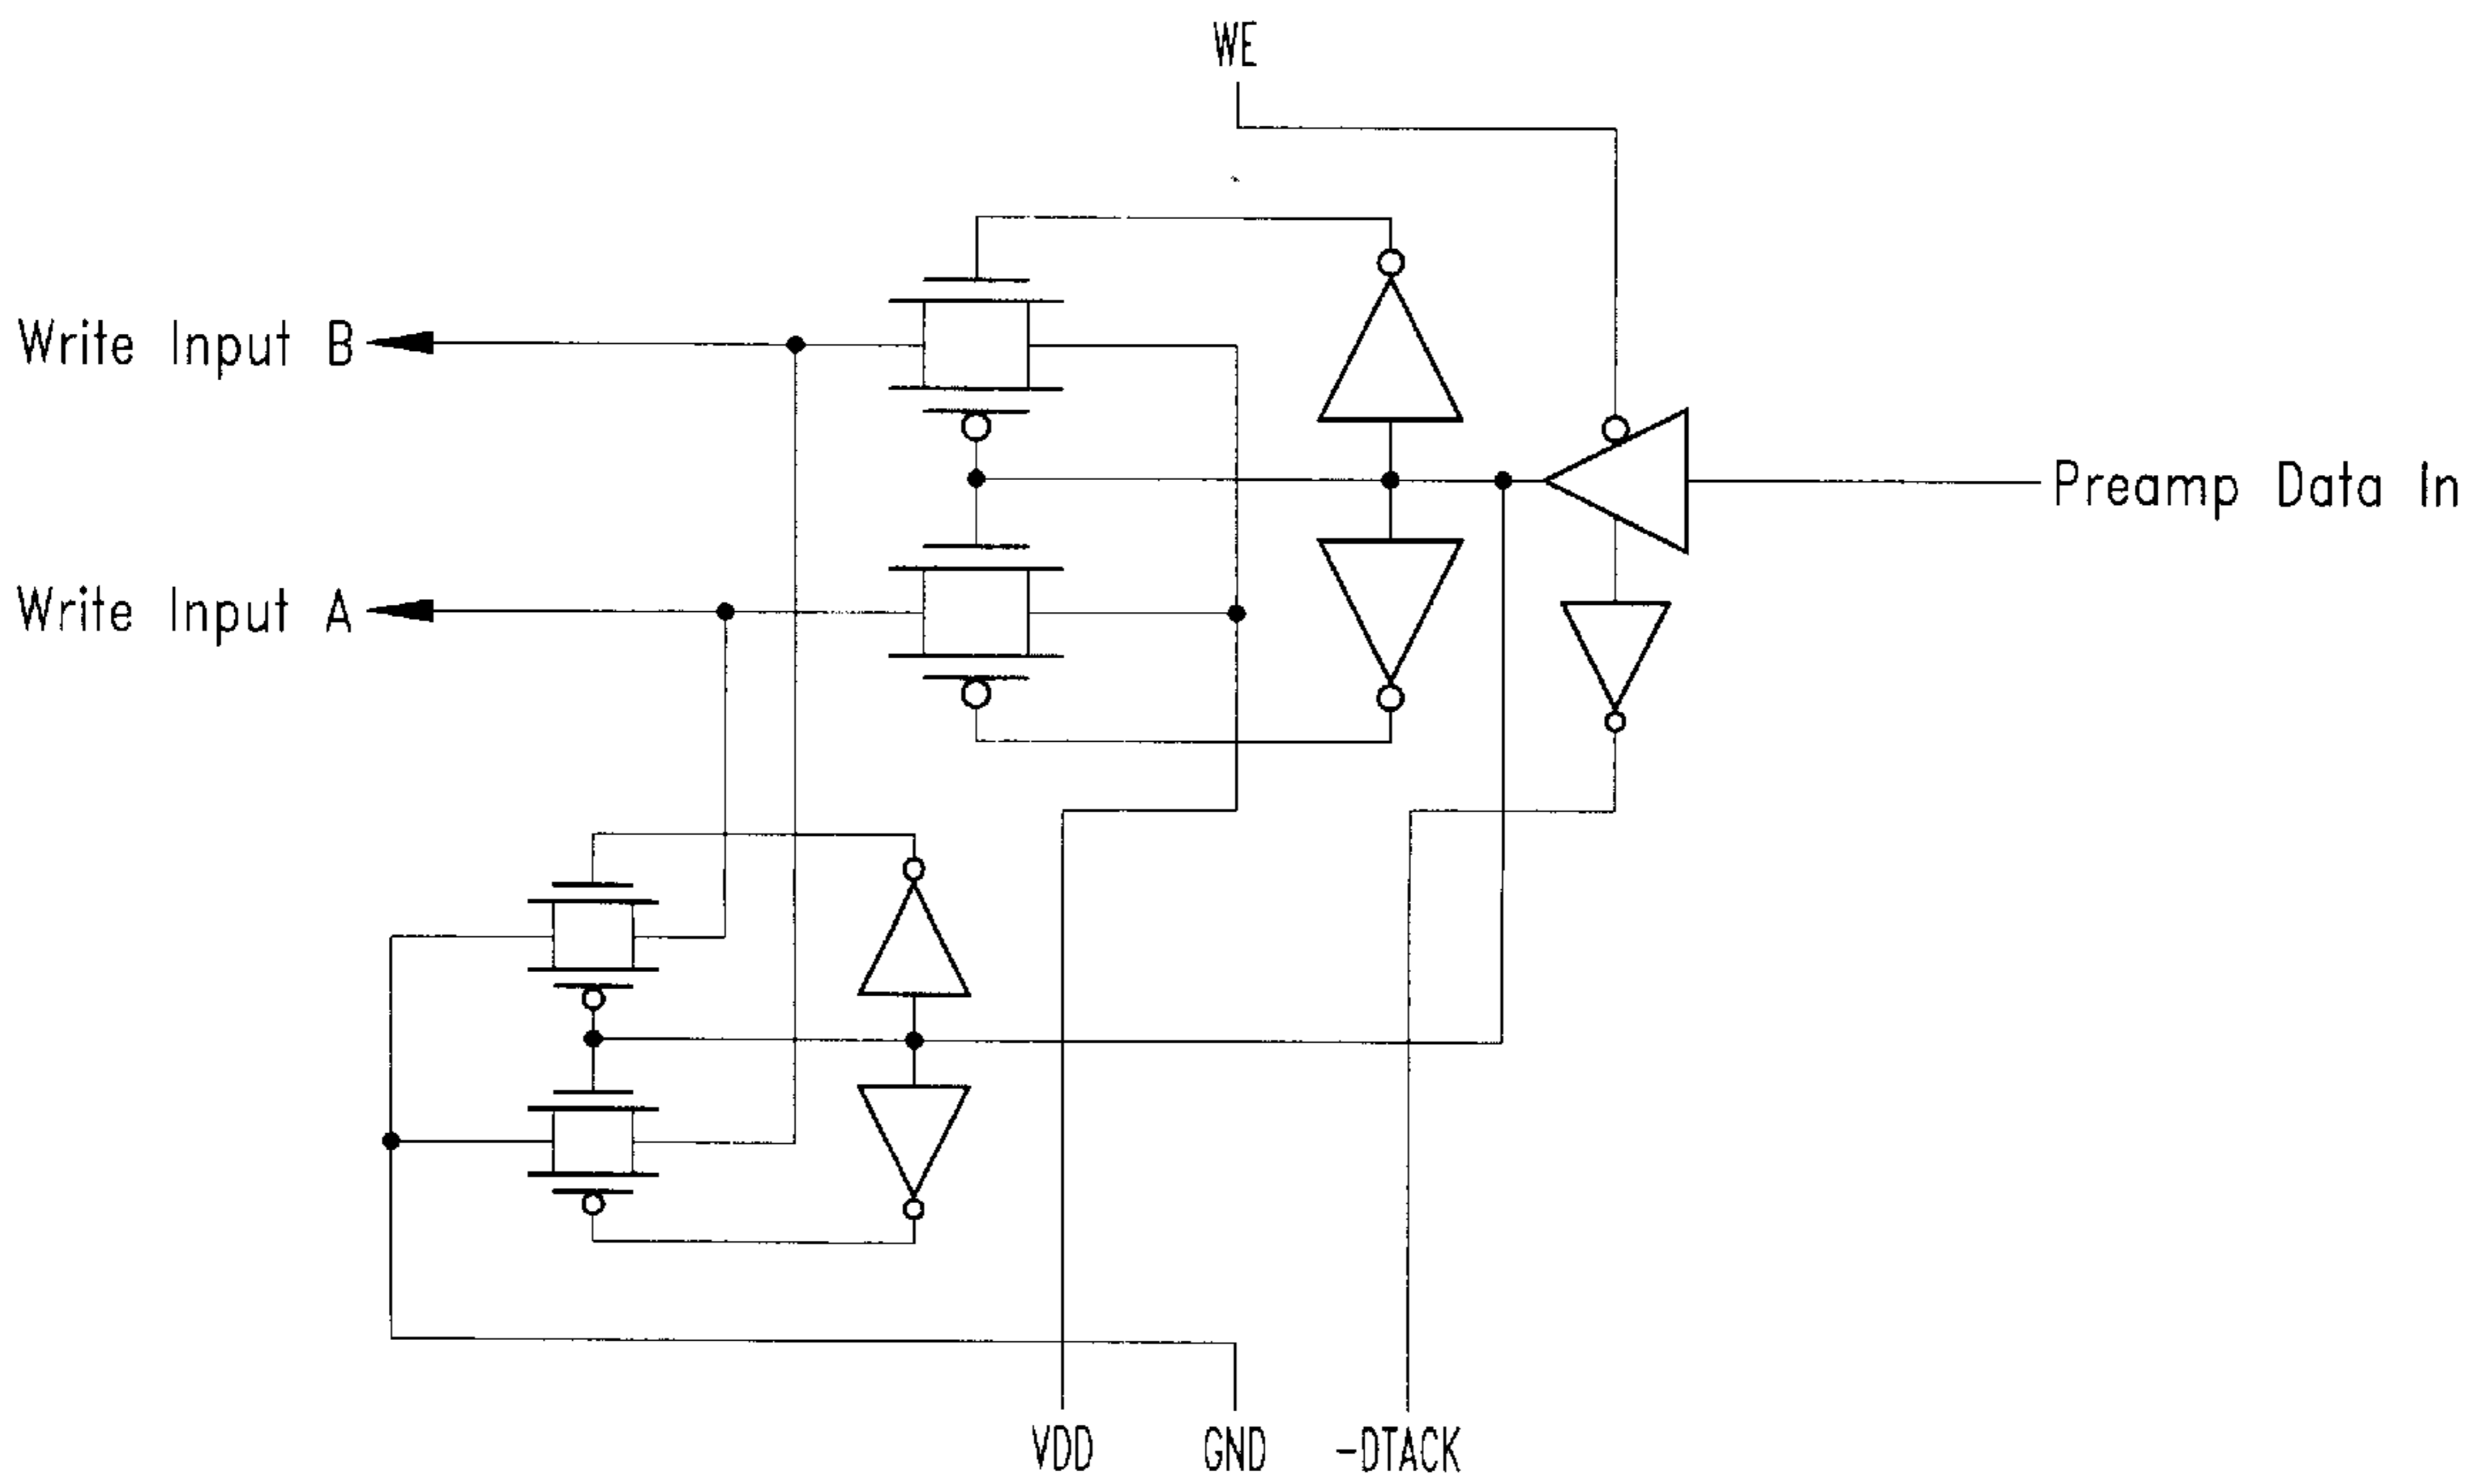 WE
Write Input B
Preamp Data In
Write Input A
VDD
GND
-DTACK